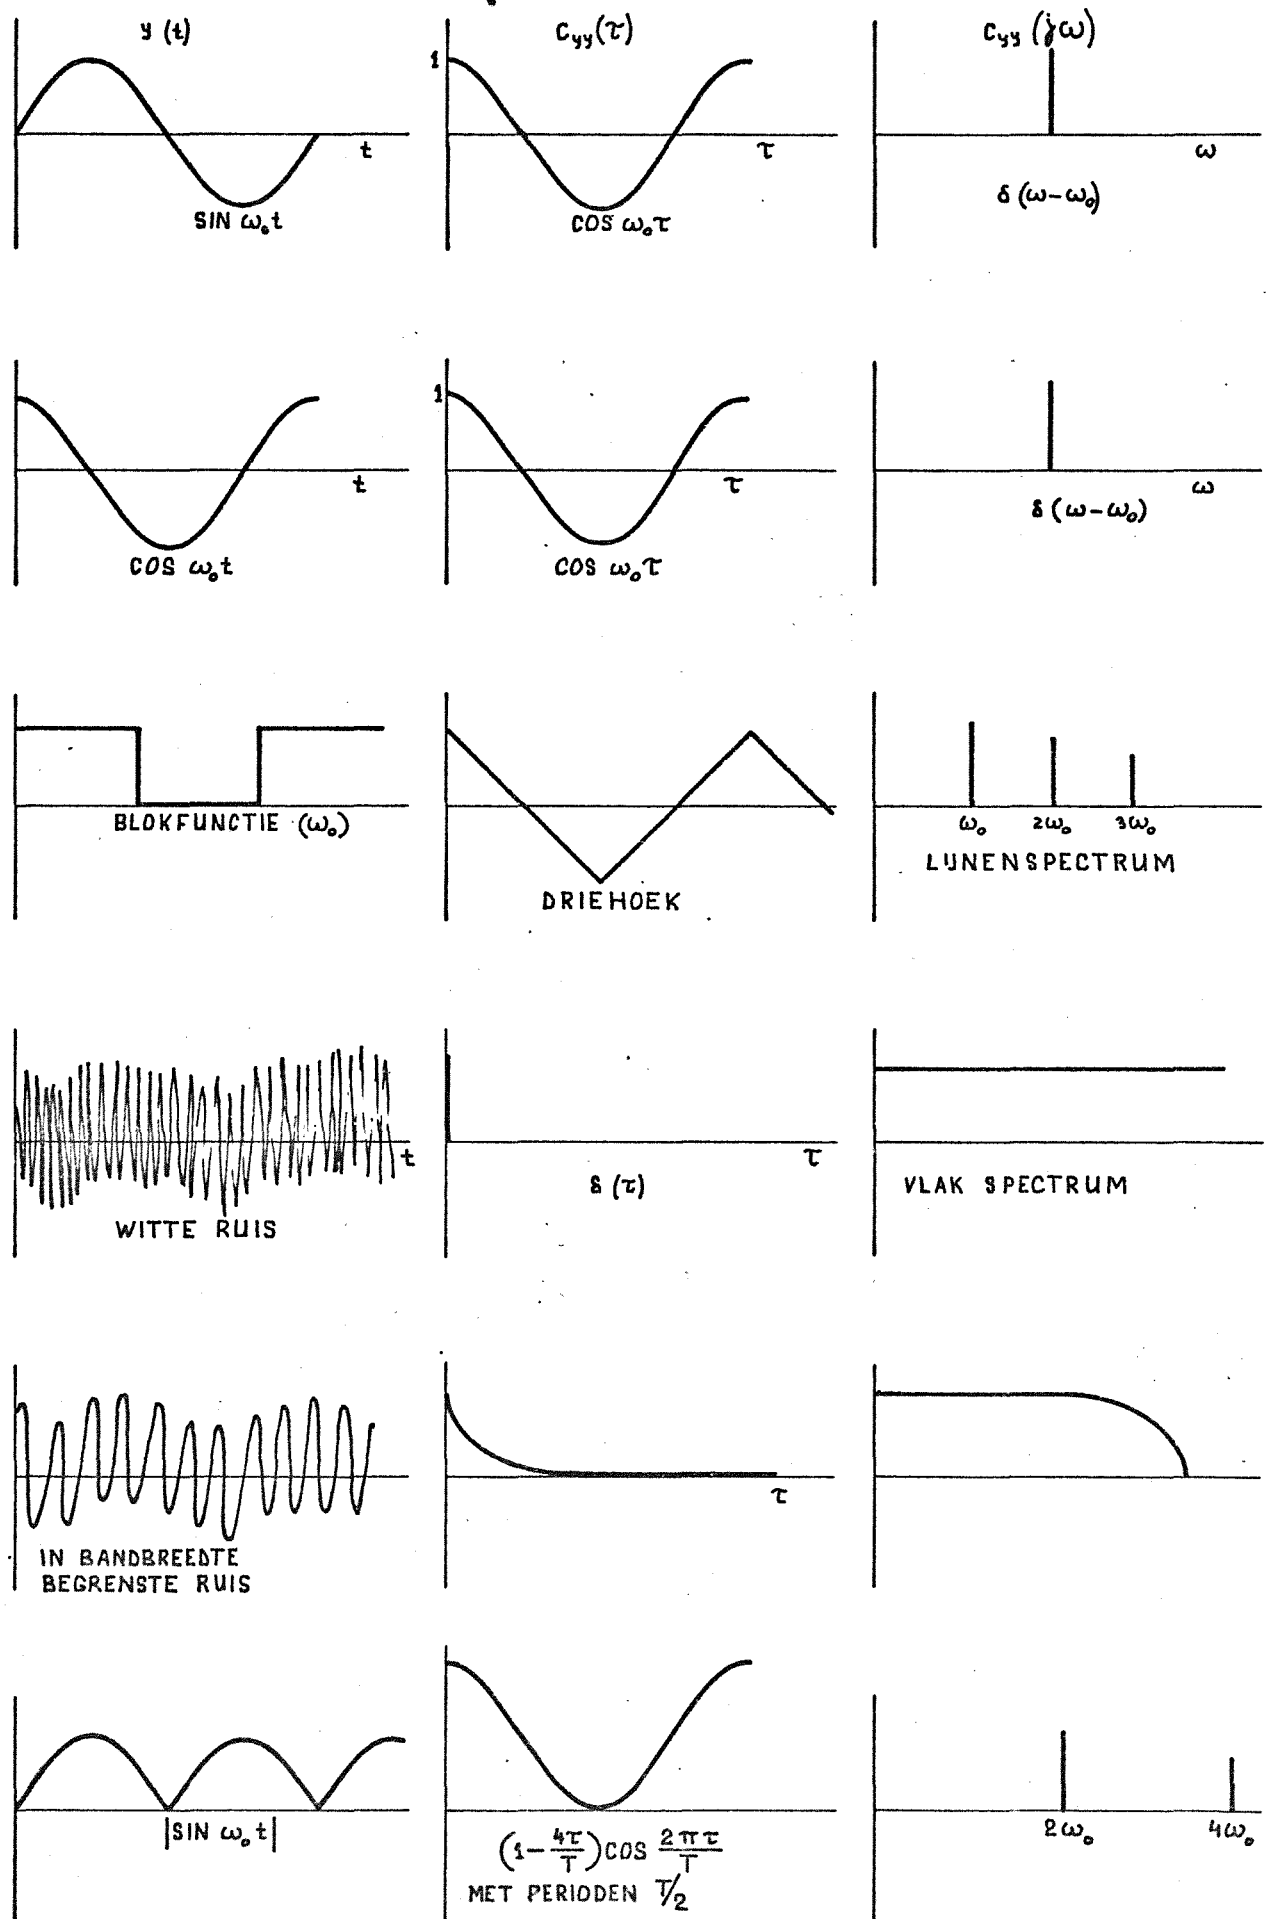 y (t)
C_yy(τ)
C_yy (jω)
1
t
τ
ω
SIN ω₀t
COS ω₀τ
δ (ω-ω₀)
1
t
τ
ω
COS ω₀t
COS ω₀τ
δ (ω-ω₀)
BLOKFUNCTIE (ω₀)
DRIEHOEK
ω₀ 2ω₀ 3ω₀
LIJNENSPECTRUM
t
τ
WITTE RUIS
δ (τ)
VLAK SPECTRUM
τ
IN BANDBREEDTE
BEGRENSTE RUIS
|SIN ω₀t|
(1-4τ/T)COS 2πτ/T
MET PERIODEN T/2
2ω₀ 4ω₀